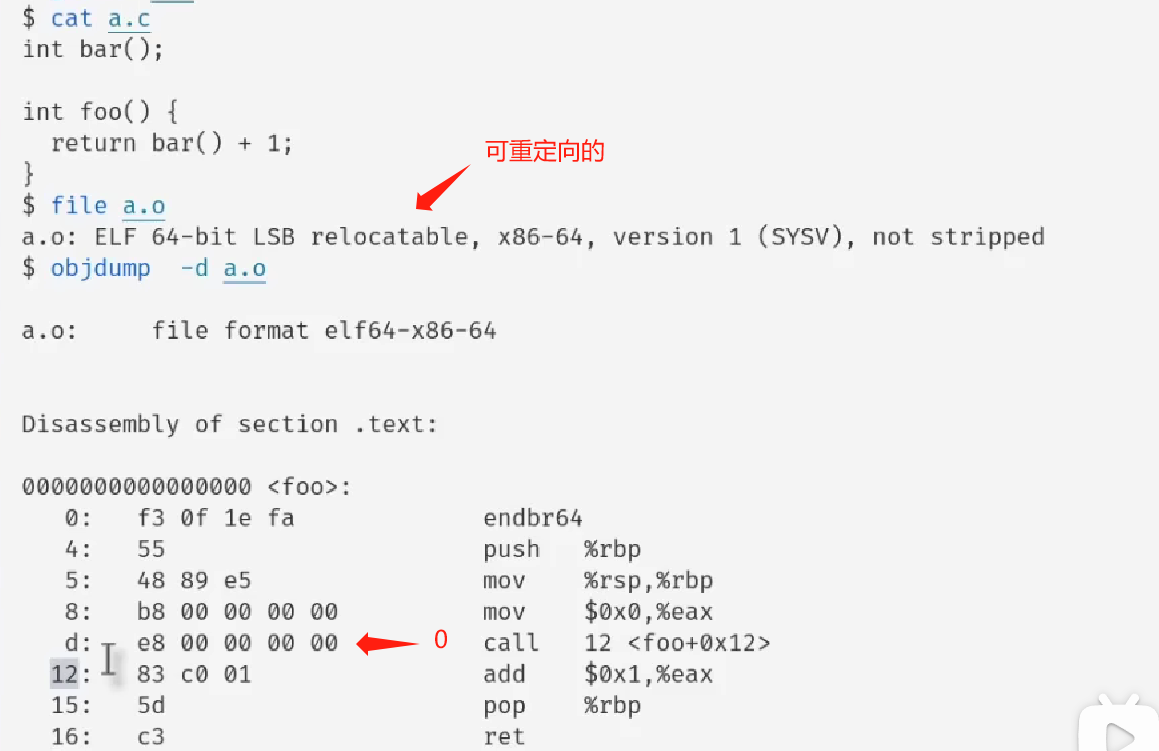 $ cat a.c
int bar();
int foo() {
return bar() + 1;
}
可重定向的
$ file a.o
a.o: ELF 64-bit LSB relocatable, x86-64, version 1 (SYSV), not stripped
$ objdump -d a.o
a.o: file format elf64-x86-64
Disassembly of section .text:
0000000000000000 <foo>:
0: f3 0f 1e fa endbr64
4: 55 push %rbp
5: 48 89 e5 mov %rsp,%rbp
8: b8 00 00 00 00 mov $0x0,%eax
d: e8 00 00 00 00 0 call 12 <foo+0x12>
12: 83 c0 01 add $0x1,%eax
15: 5d pop %rbp
16: c3 ret